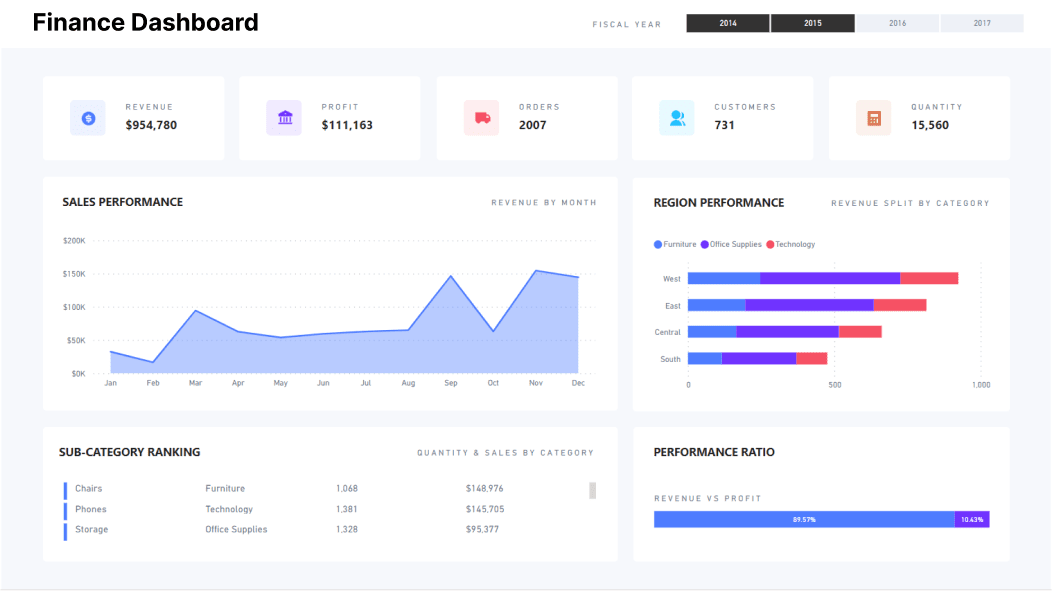 Finance Dashboard
FISCAL YEAR
2014 2015 2016 2017
REVENUE
$954,780
PROFIT
$111,163
ORDERS
2007
CUSTOMERS
731
QUANTITY
15,560
SALES PERFORMANCE
REVENUE BY MONTH
$200K
$150K
$100K
$50K
$0K
Jan Feb Mar Apr May Jun Jul Aug Sep Oct Nov Dec
REGION PERFORMANCE
REVENUE SPLIT BY CATEGORY
Furniture Office Supplies Technology
West
East
Central
South
0 500 1,000
SUB-CATEGORY RANKING
QUANTITY & SALES BY CATEGORY
Chairs Furniture 1,068 $148,976
Phones Technology 1,381 $145,705
Storage Office Supplies 1,328 $95,377
PERFORMANCE RATIO
REVENUE VS PROFIT
89.57% 10.43%